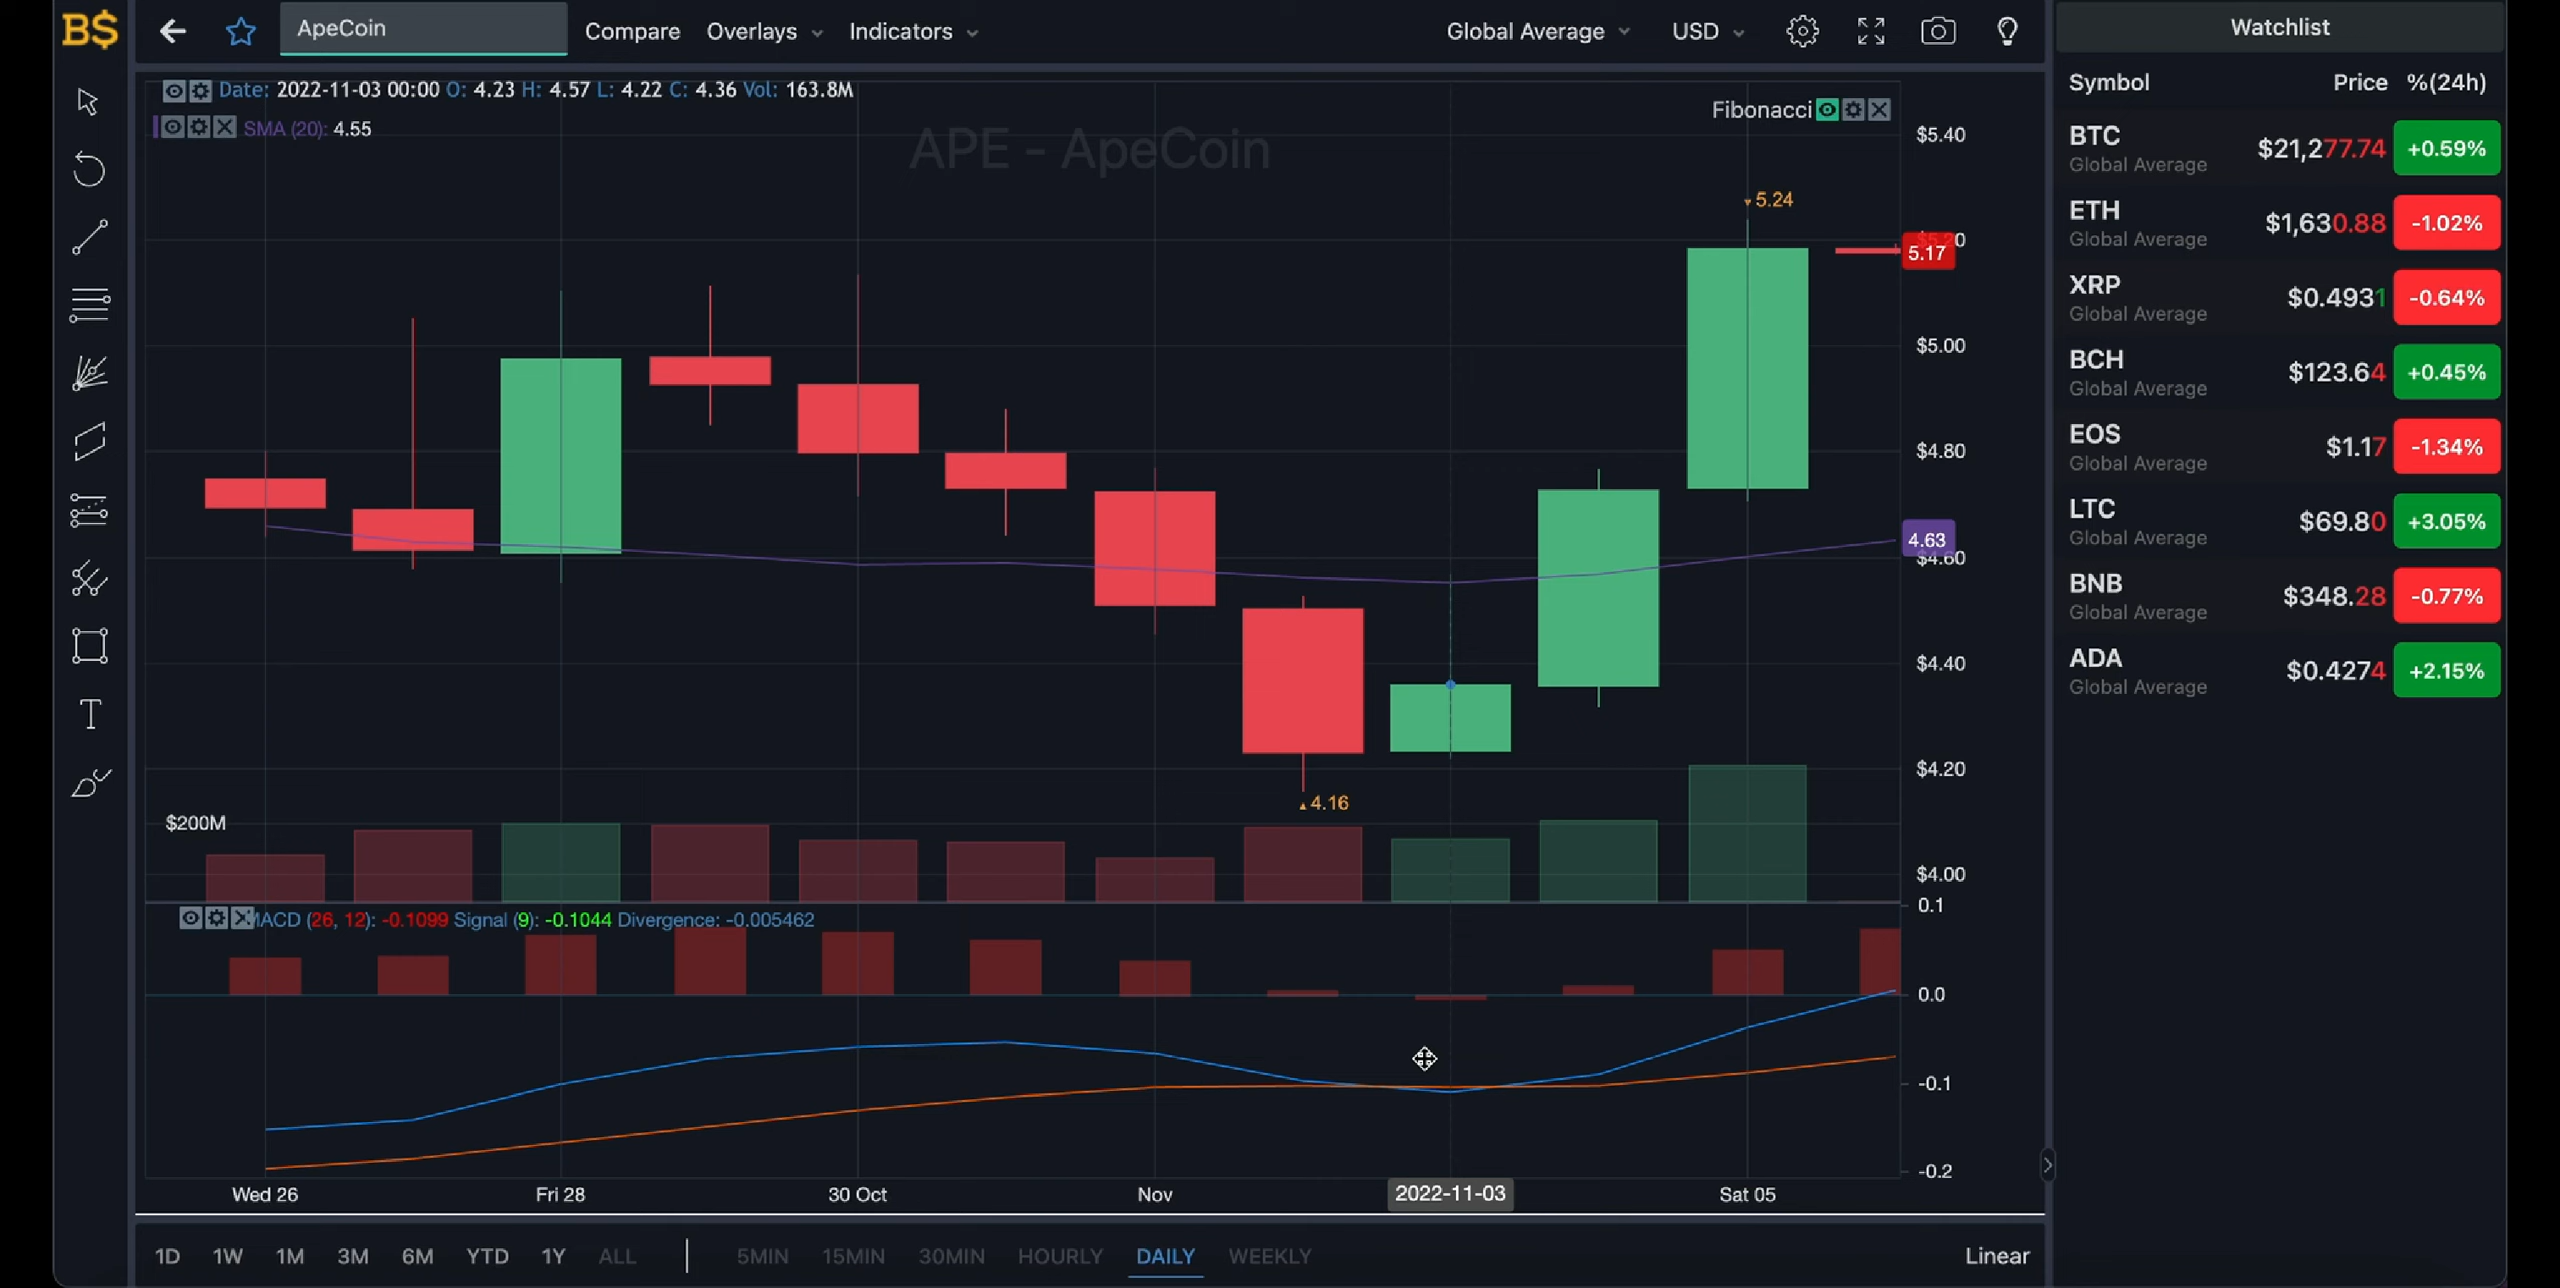 B$
ApeCoin
Compare Overlays Indicators
Global Average USD
Date: 2022-11-03 00:00 O: 4.23 H: 4.57 L: 4.22 C: 4.36 Vol: 163.8M
SMA (20): 4.55
Fibonacci
APE - ApeCoin
5.24
4.16
$5.40
$5.20
5.17
$5.00
$4.80
4.63
$4.60
$4.40
$4.20
$4.00
$200M
MACD (26, 12): -0.1099 Signal (9): -0.1044 Divergence: -0.005462
0.1
0.0
-0.1
-0.2
Wed 26 Fri 28 30 Oct Nov 2022-11-03 Sat 05
1D 1W 1M 3M 6M YTD 1Y ALL 5MIN 15MIN 30MIN HOURLY DAILY WEEKLY Linear
Watchlist
Symbol Price %(24h)
BTC $21,277.74 +0.59%
Global Average
ETH $1,630.88 -1.02%
Global Average
XRP $0.4931 -0.64%
Global Average
BCH $123.64 +0.45%
Global Average
EOS $1.17 -1.34%
Global Average
LTC $69.80 +3.05%
Global Average
BNB $348.28 -0.77%
Global Average
ADA $0.4274 +2.15%
Global Average